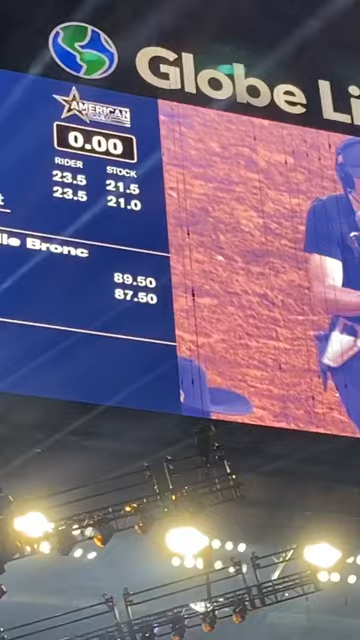 Globe Li
AMERICAN
0.00
RIDER STOCK
23.5 21.5
23.5 21.0
t
lle Bronc
89.50
87.50